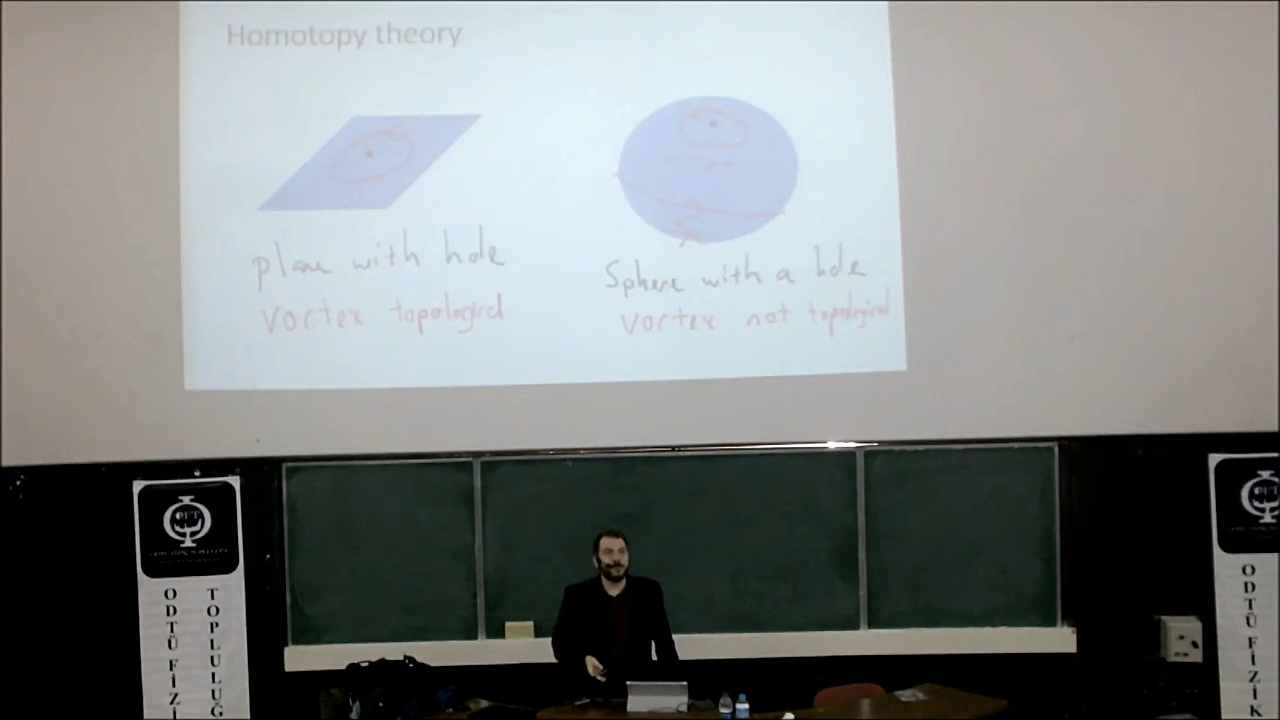 Homotopy theory
plane with hole
vortex topological
Sphere with a hole
vortex not topological
ODTÜ FİZİ
TOPLULUĞ
ODTÜ FİZİK